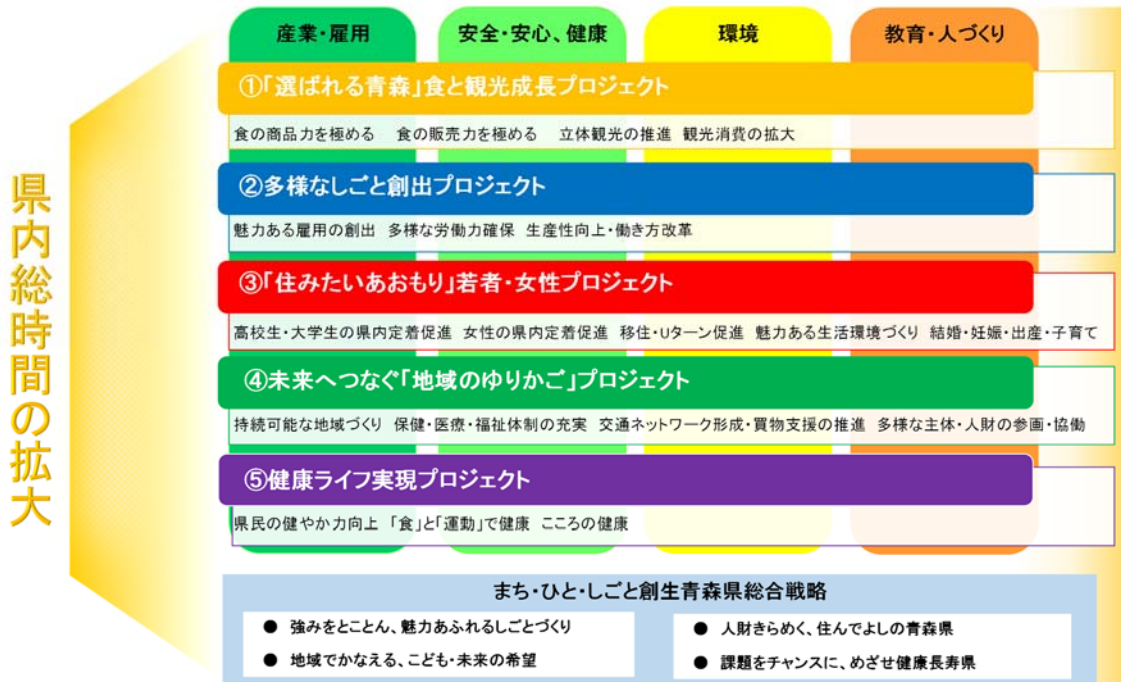 県内総時間の拡大
産業・雇用
安全・安心、健康
環境
教育・人づくり
①「選ばれる青森」食と観光成長プロジェクト
食の商品力を極める 食の販売力を極める 立体観光の推進 観光消費の拡大
②多様なしごと創出プロジェクト
魅力ある雇用の創出 多様な労働力確保 生産性向上・働き方改革
③「住みたいあおもり」若者・女性プロジェクト
高校生・大学生の県内定着促進 女性の県内定着促進 移住・Uターン促進 魅力ある生活環境づくり 結婚・妊娠・出産・子育て
④未来へつなぐ「地域のゆりかご」プロジェクト
持続可能な地域づくり 保健・医療・福祉体制の充実 交通ネットワーク形成・買物支援の推進 多様な主体・人財の参画・協働
⑤健康ライフ実現プロジェクト
県民の健やか力向上 「食」と「運動」で健康 こころの健康
まち・ひと・しごと創生青森県総合戦略
● 強みをとことん、魅力あふれるしごとづくり
● 地域でかなえる、こども・未来の希望
● 人財きらめく、住んでよしの青森県
● 課題をチャンスに、めざせ健康長寿県